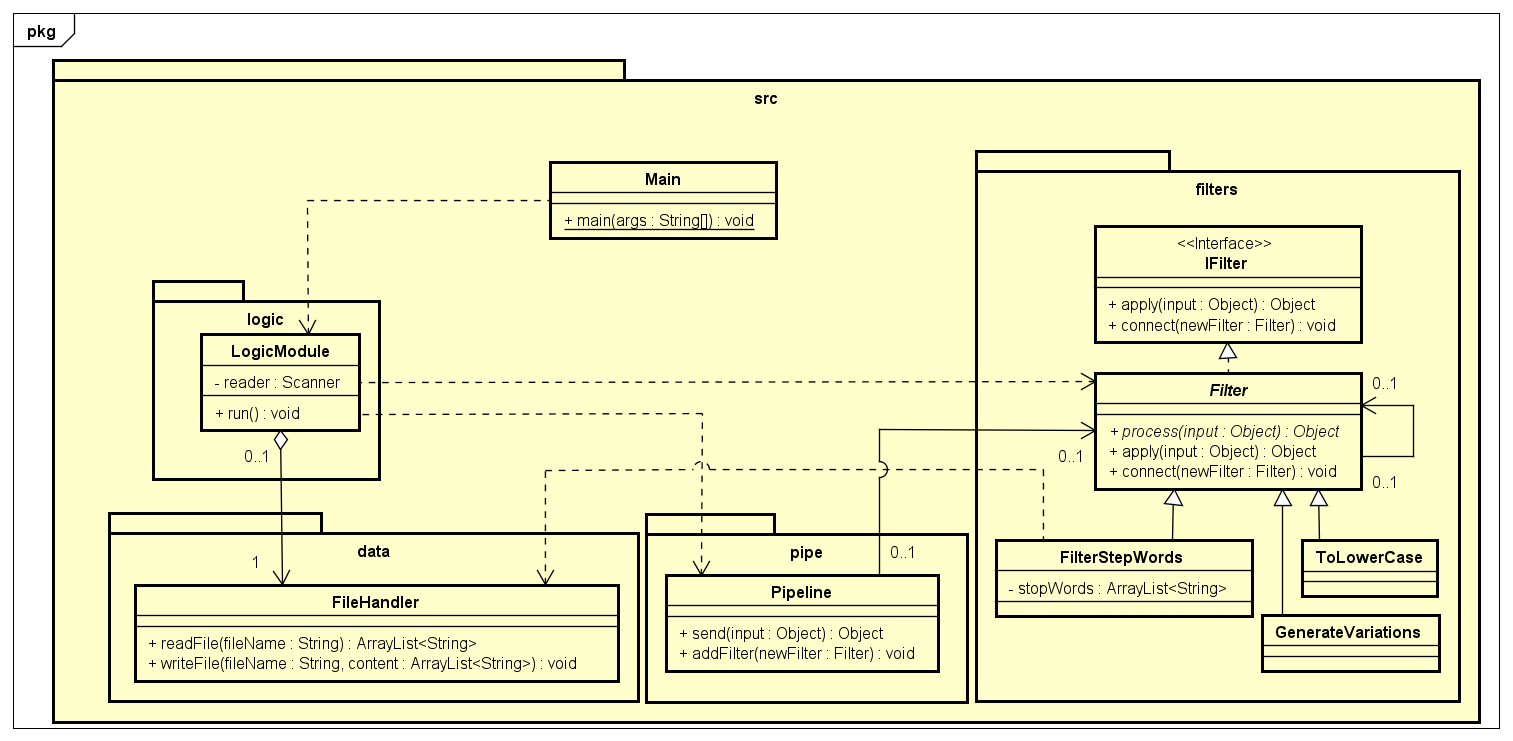 pkg
src
Main
+ main(args : String[]) : void
filters
<<Interface>>
IFilter
+ apply(input : Object) : Object
+ connect(newFilter : Filter) : void
logic
LogicModule
- reader : Scanner
+ run() : void
0..1
1
Filter
+ process(input : Object) : Object
+ apply(input : Object) : Object
+ connect(newFilter : Filter) : void
0..1
0..1
0..1
0..1
data
FileHandler
+ readFile(fileName : String) : ArrayList<String>
+ writeFile(fileName : String, content : ArrayList<String>) : void
pipe
Pipeline
+ send(input : Object) : Object
+ addFilter(newFilter : Filter) : void
FilterStepWords
- stopWords : ArrayList<String>
ToLowerCase
GenerateVariations